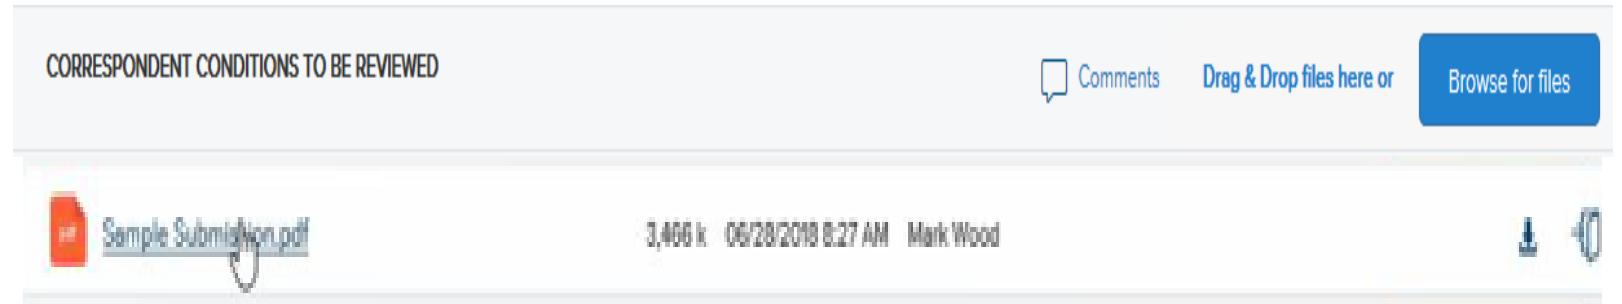 CORRESPONDENT CONDITIONS TO BE REVIEWED
Comments Drag & Drop files here or Browse for files
pdf Sample Submission.pdf 3,466 k 06/28/2018 8:27 AM Mark Wood